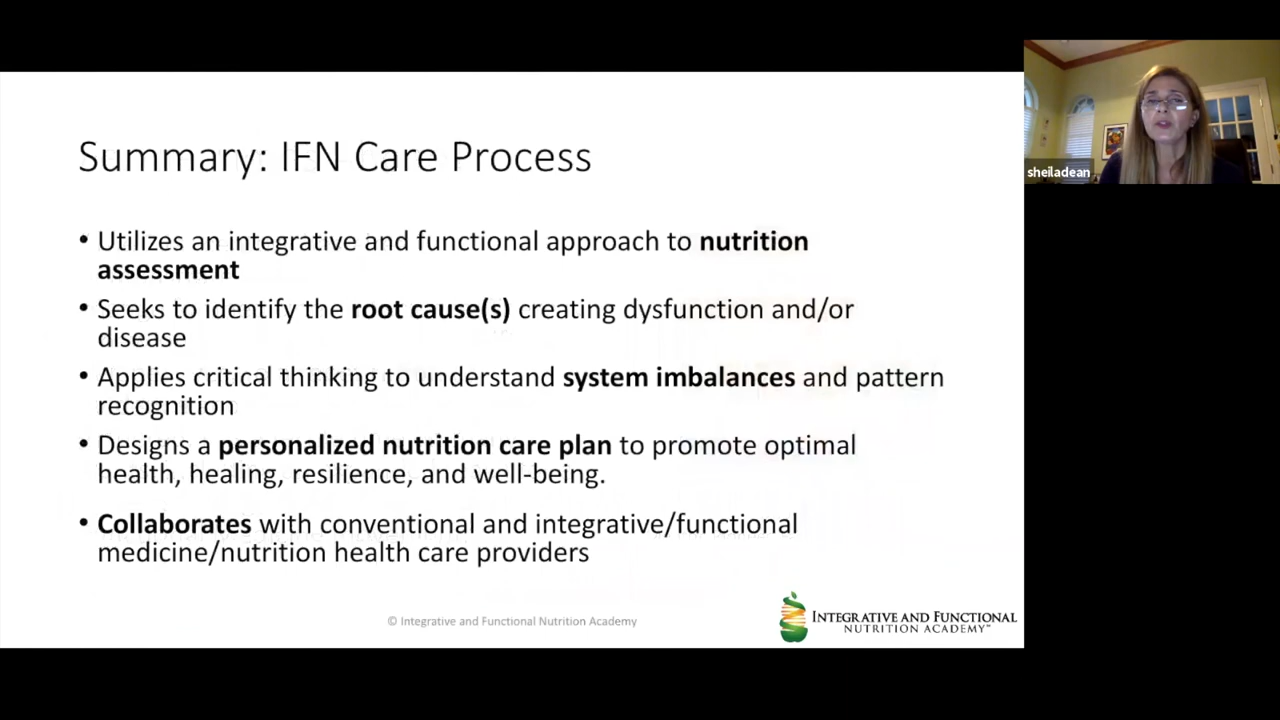 Summary: IFN Care Process
• Utilizes an integrative and functional approach to nutrition
assessment
• Seeks to identify the root cause(s) creating dysfunction and/or
disease
• Applies critical thinking to understand system imbalances and pattern
recognition
• Designs a personalized nutrition care plan to promote optimal
health, healing, resilience, and well-being.
• Collaborates with conventional and integrative/functional
medicine/nutrition health care providers
© Integrative and Functional Nutrition Academy
INTEGRATIVE AND FUNCTIONAL
NUTRITION ACADEMY™
sheiladean